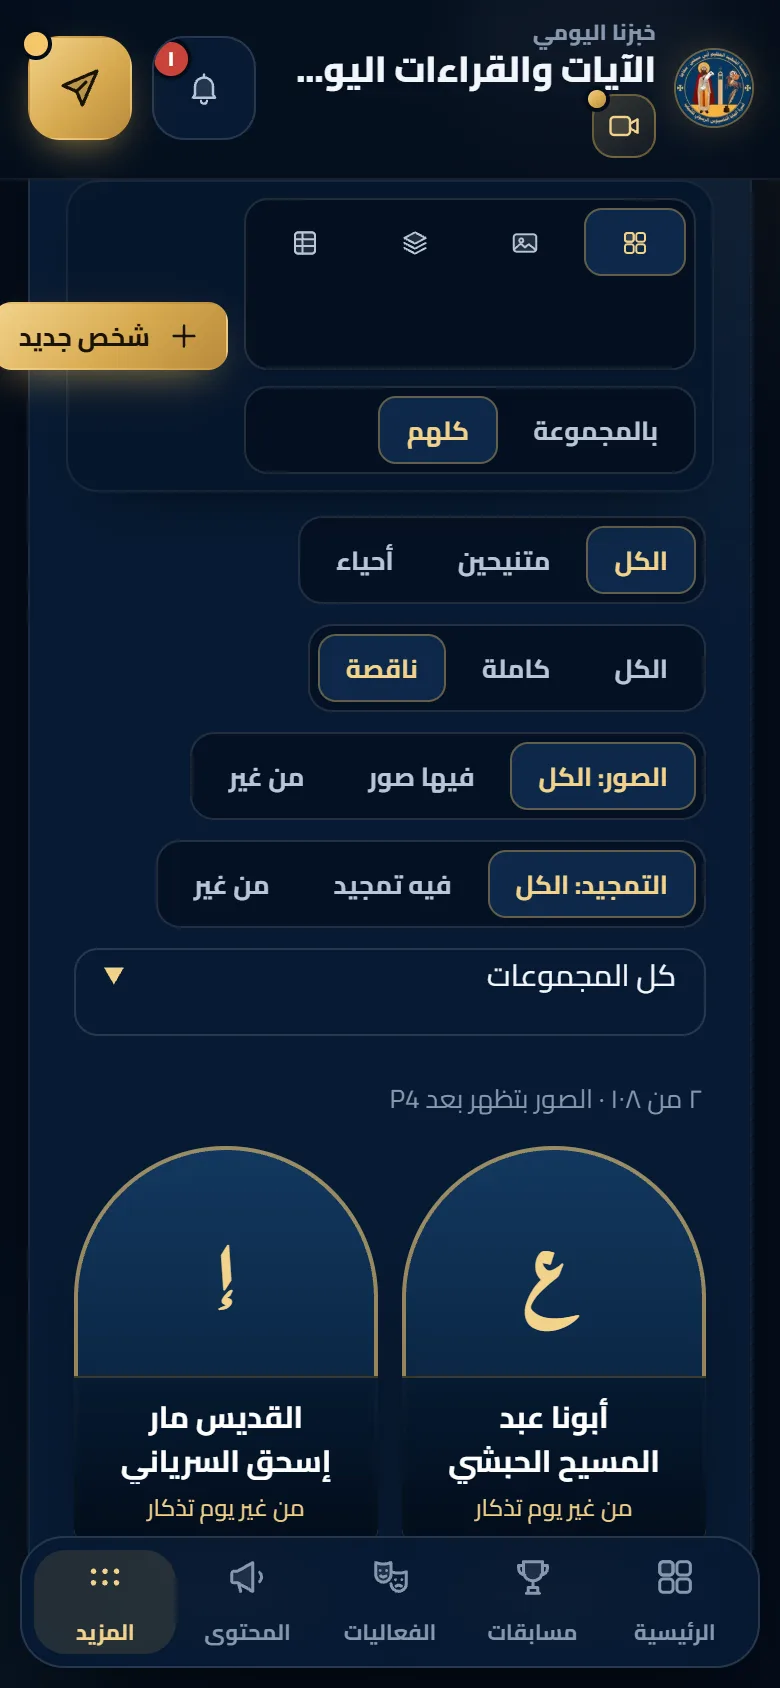 خبزنا اليومي
الآيات والقراءات اليو...
١
شخص جديد
بالمجموعة كلهم
الكل متنيحين أحياء
الكل كاملة ناقصة
الصور: الكل فيها صور من غير
التمجيد: الكل فيه تمجيد من غير
كل المجموعات
٢ من ١٠٨ · الصور بتظهر بعد P4
ع
أبونا عبد
المسيح الحبشي
من غير يوم تذكار
إ
القديس مار
إسحق السرياني
من غير يوم تذكار
الرئيسية مسابقات الفعاليات المحتوى المزيد